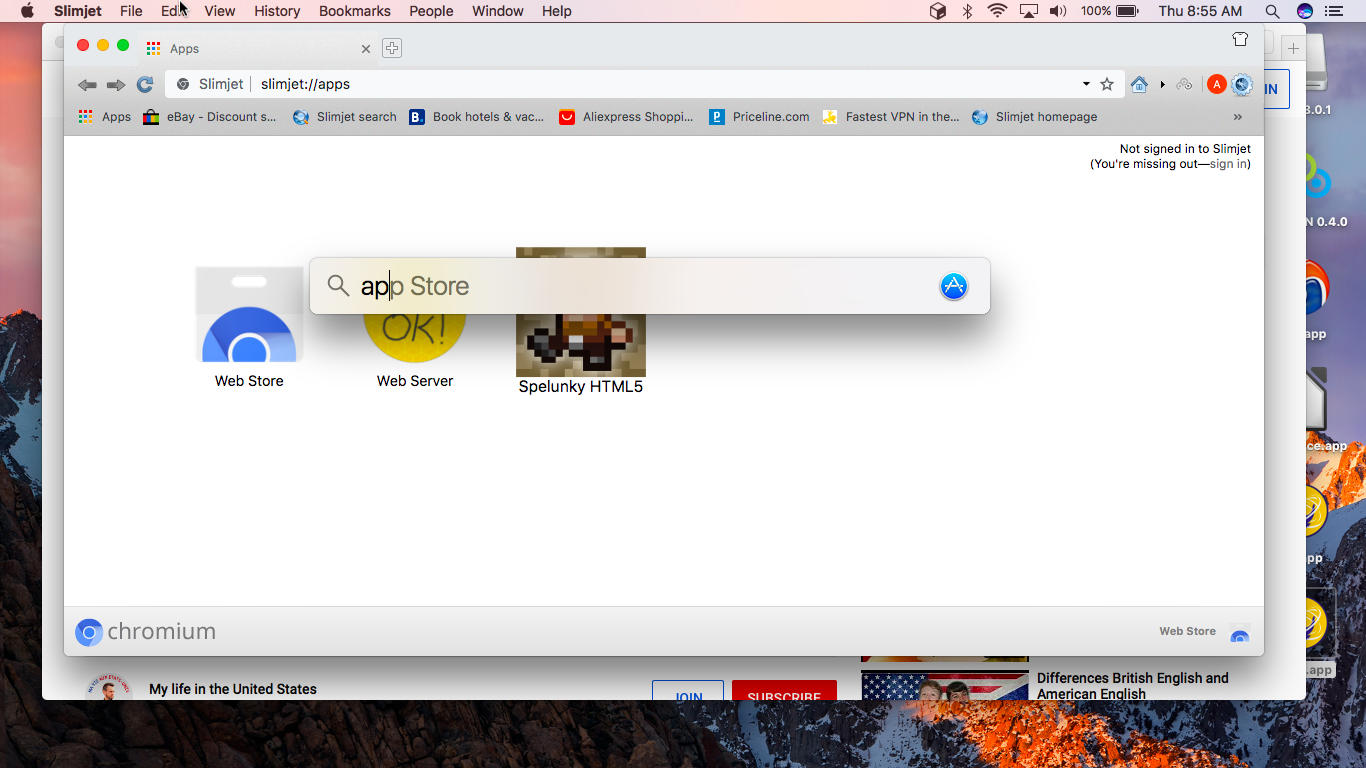 Slimjet File Edit View History Bookmarks People Window Help 100% Thu 8:55 AM
Apps
Slimjet slimjet://apps
A
IN
Apps eBay - Discount s... Slimjet search B. Book hotels & vac... Aliexpress Shoppi... Priceline.com Fastest VPN in the... Slimjet homepage »
3.0.1
Not signed in to Slimjet
(You're missing out—sign in)
N 0.4.0
app Store
OK!
pp
Web Store Web Server Spelunky HTML5
ce.app
pp
chromium Web Store
.app
My life in the United States JOIN SUBSCRIBE Differences British English and
American English